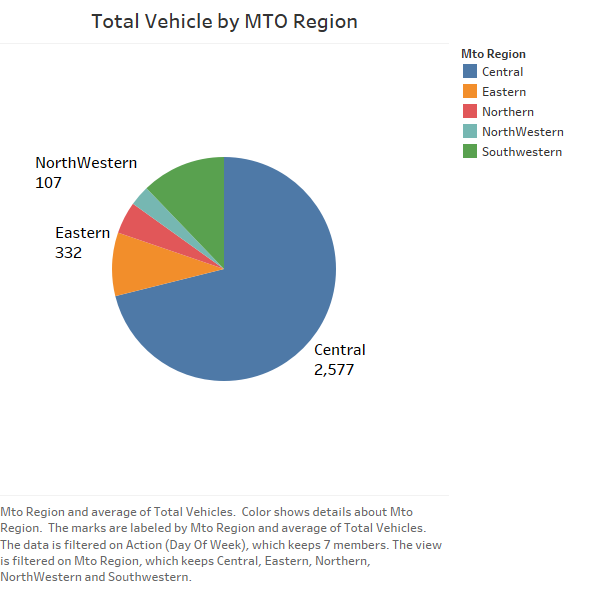 Total Vehicle by MTO Region
Mto Region
Central
Eastern
Northern
NorthWestern
Southwestern
NorthWestern
107
Eastern
332
Central
2,577
Mto Region and average of Total Vehicles.  Color shows details about Mto
Region.  The marks are labeled by Mto Region and average of Total Vehicles.
The data is filtered on Action (Day Of Week), which keeps 7 members. The view
is filtered on Mto Region, which keeps Central, Eastern, Northern,
NorthWestern and Southwestern.